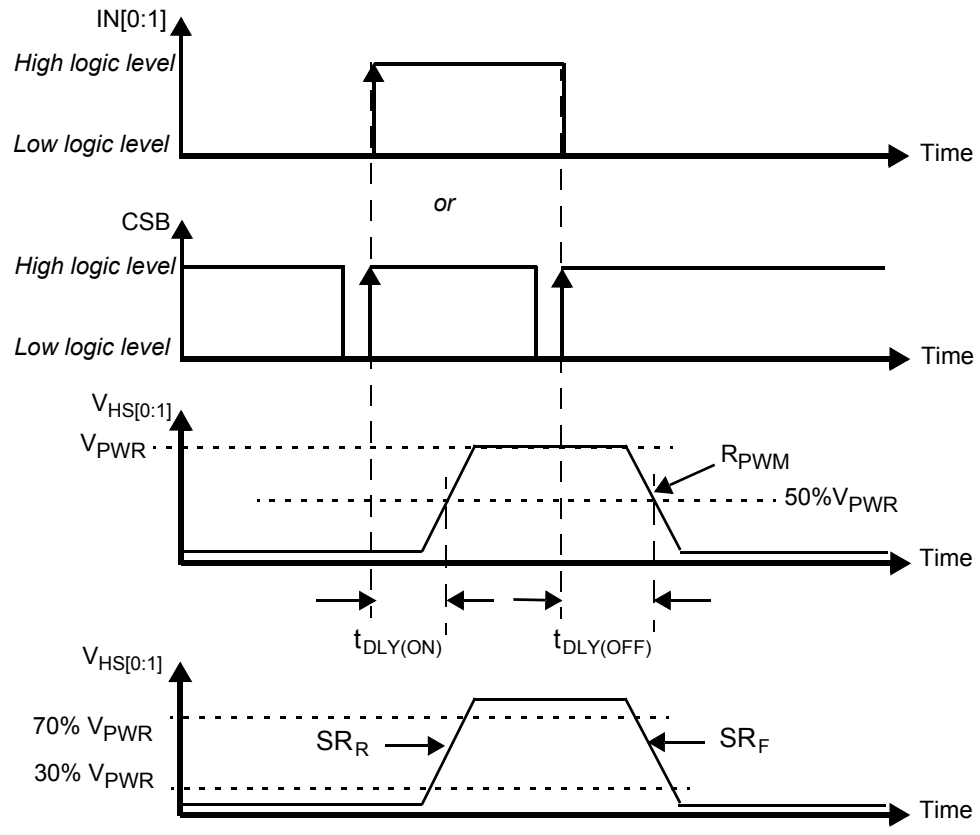 IN[0:1]
High logic level
Low logic level
Time
or
CSB
High logic level
Low logic level
Time
VHS[0:1]
VPWR
RPWM
50%VPWR
Time
tDLY(ON)
tDLY(OFF)
VHS[0:1]
70% VPWR
SRR
SRF
30% VPWR
Time